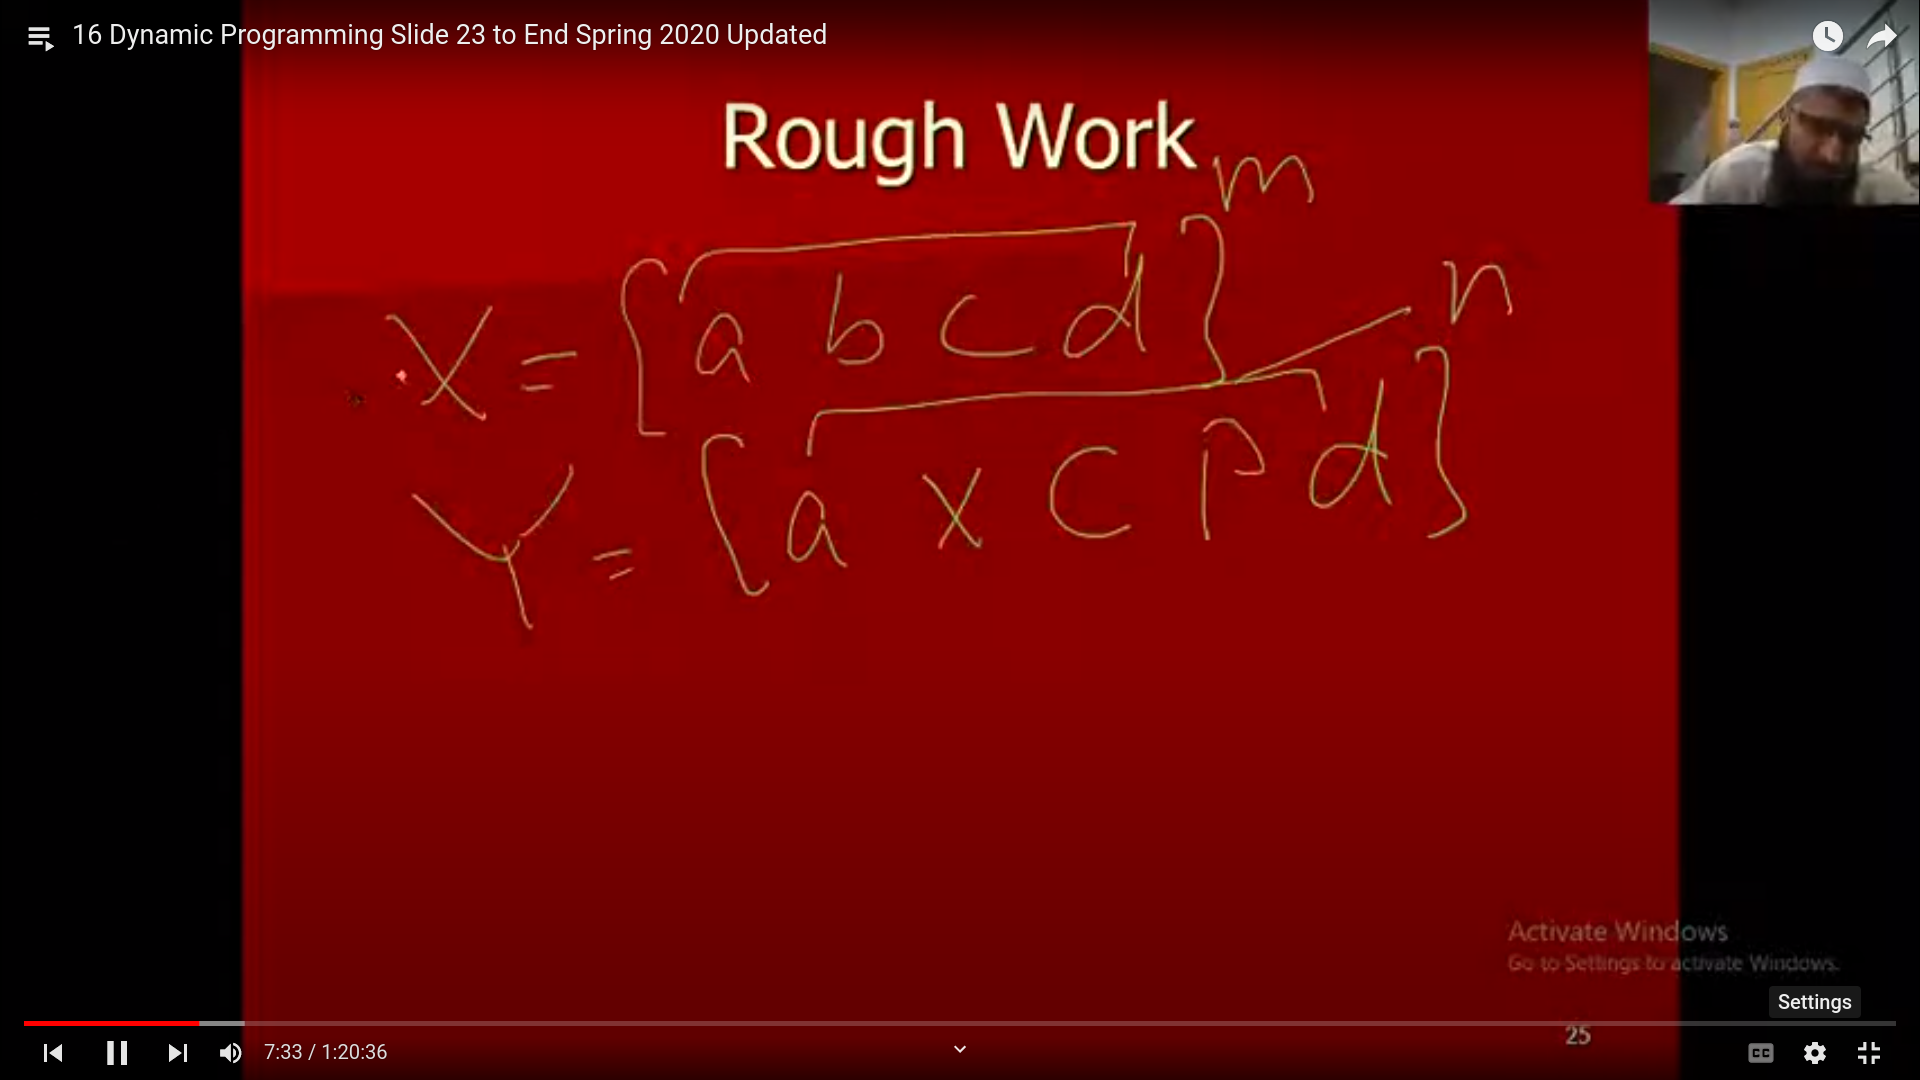 16 Dynamic Programming Slide 23 to End Spring 2020 Updated
Rough Work
m
X = { a b c d }
n
Y = { a x c p d }
Activate Windows
Go to Settings to activate Windows.
Settings
25
7:33 / 1:20:36
CC